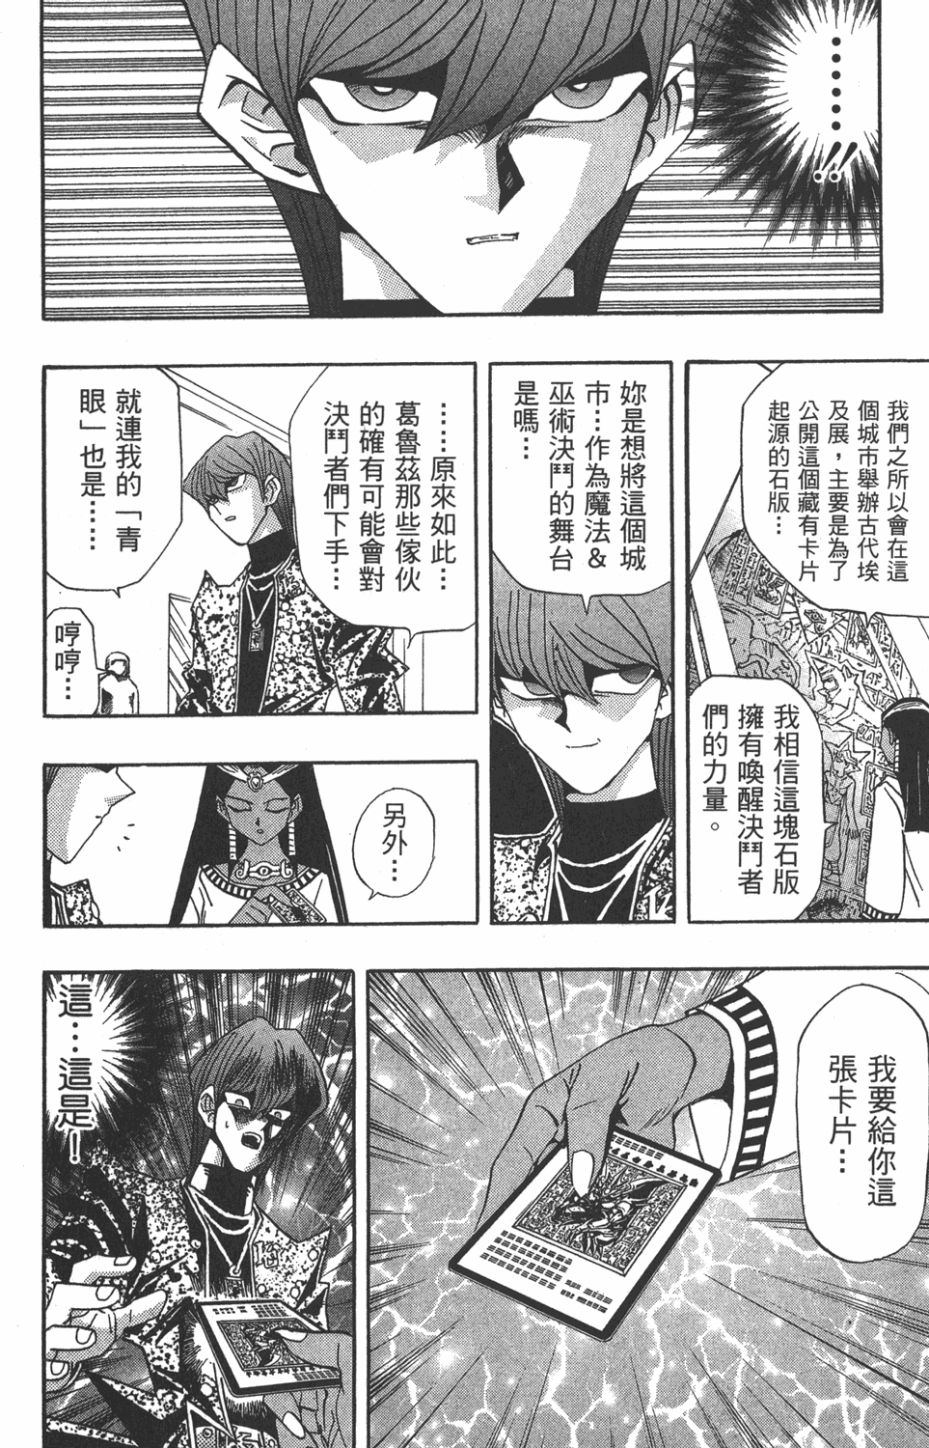 …………!!
我們之所以會在這
個城市舉辦古代埃
及展，主要是為了
公開這個藏有卡片
起源的石版…
我相信這塊石版
擁有喚醒決鬥者
們的力量。
妳是想將這個城
市…作為魔法&
巫術決鬥的舞台
是嗎…
……原來如此…
葛魯茲那些傢伙
的確有可能會對
決鬥者們下手…
就連我的「青
眼」也是……
哼哼…
另外…
我要給你這
張卡片…
這…這是！